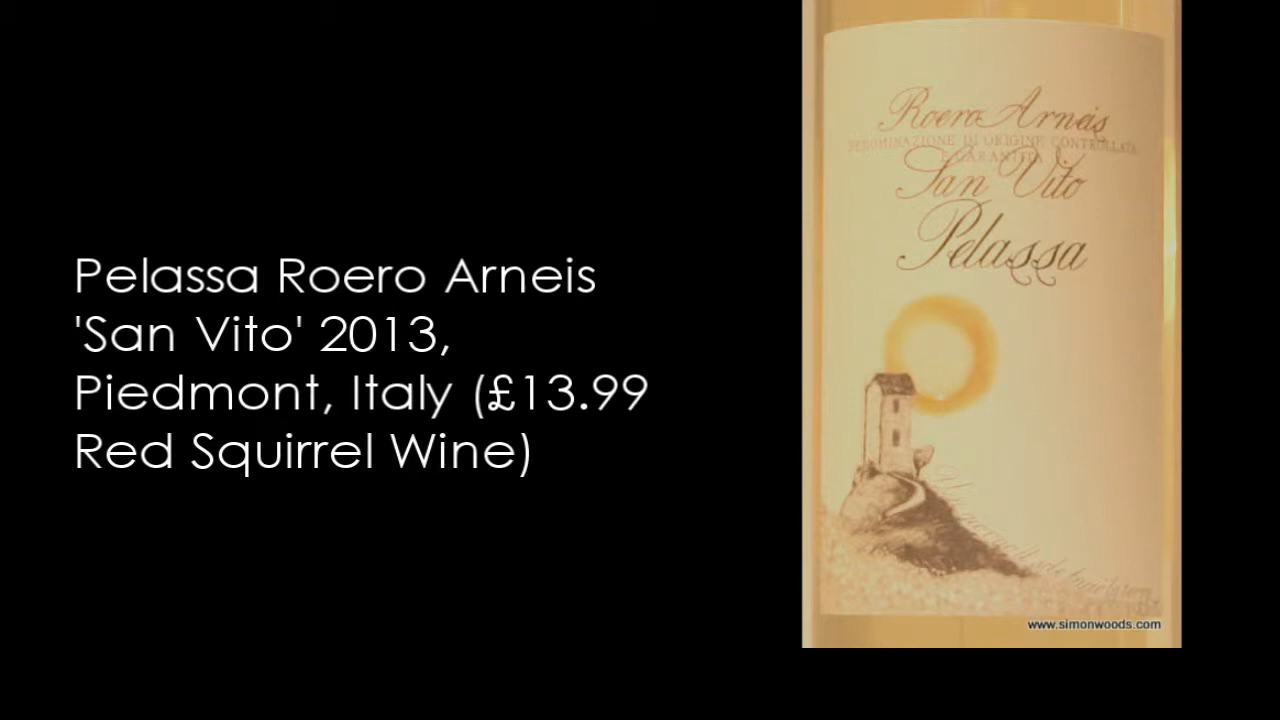 Pelassa Roero Arneis
'San Vito' 2013,
Piedmont, Italy (£13.99
Red Squirrel Wine)
Roero Arneis
DENOMINAZIONE DI ORIGINE CONTROLLATA
E GARANTITA
San Vito
Pelassa
www.simonwoods.com